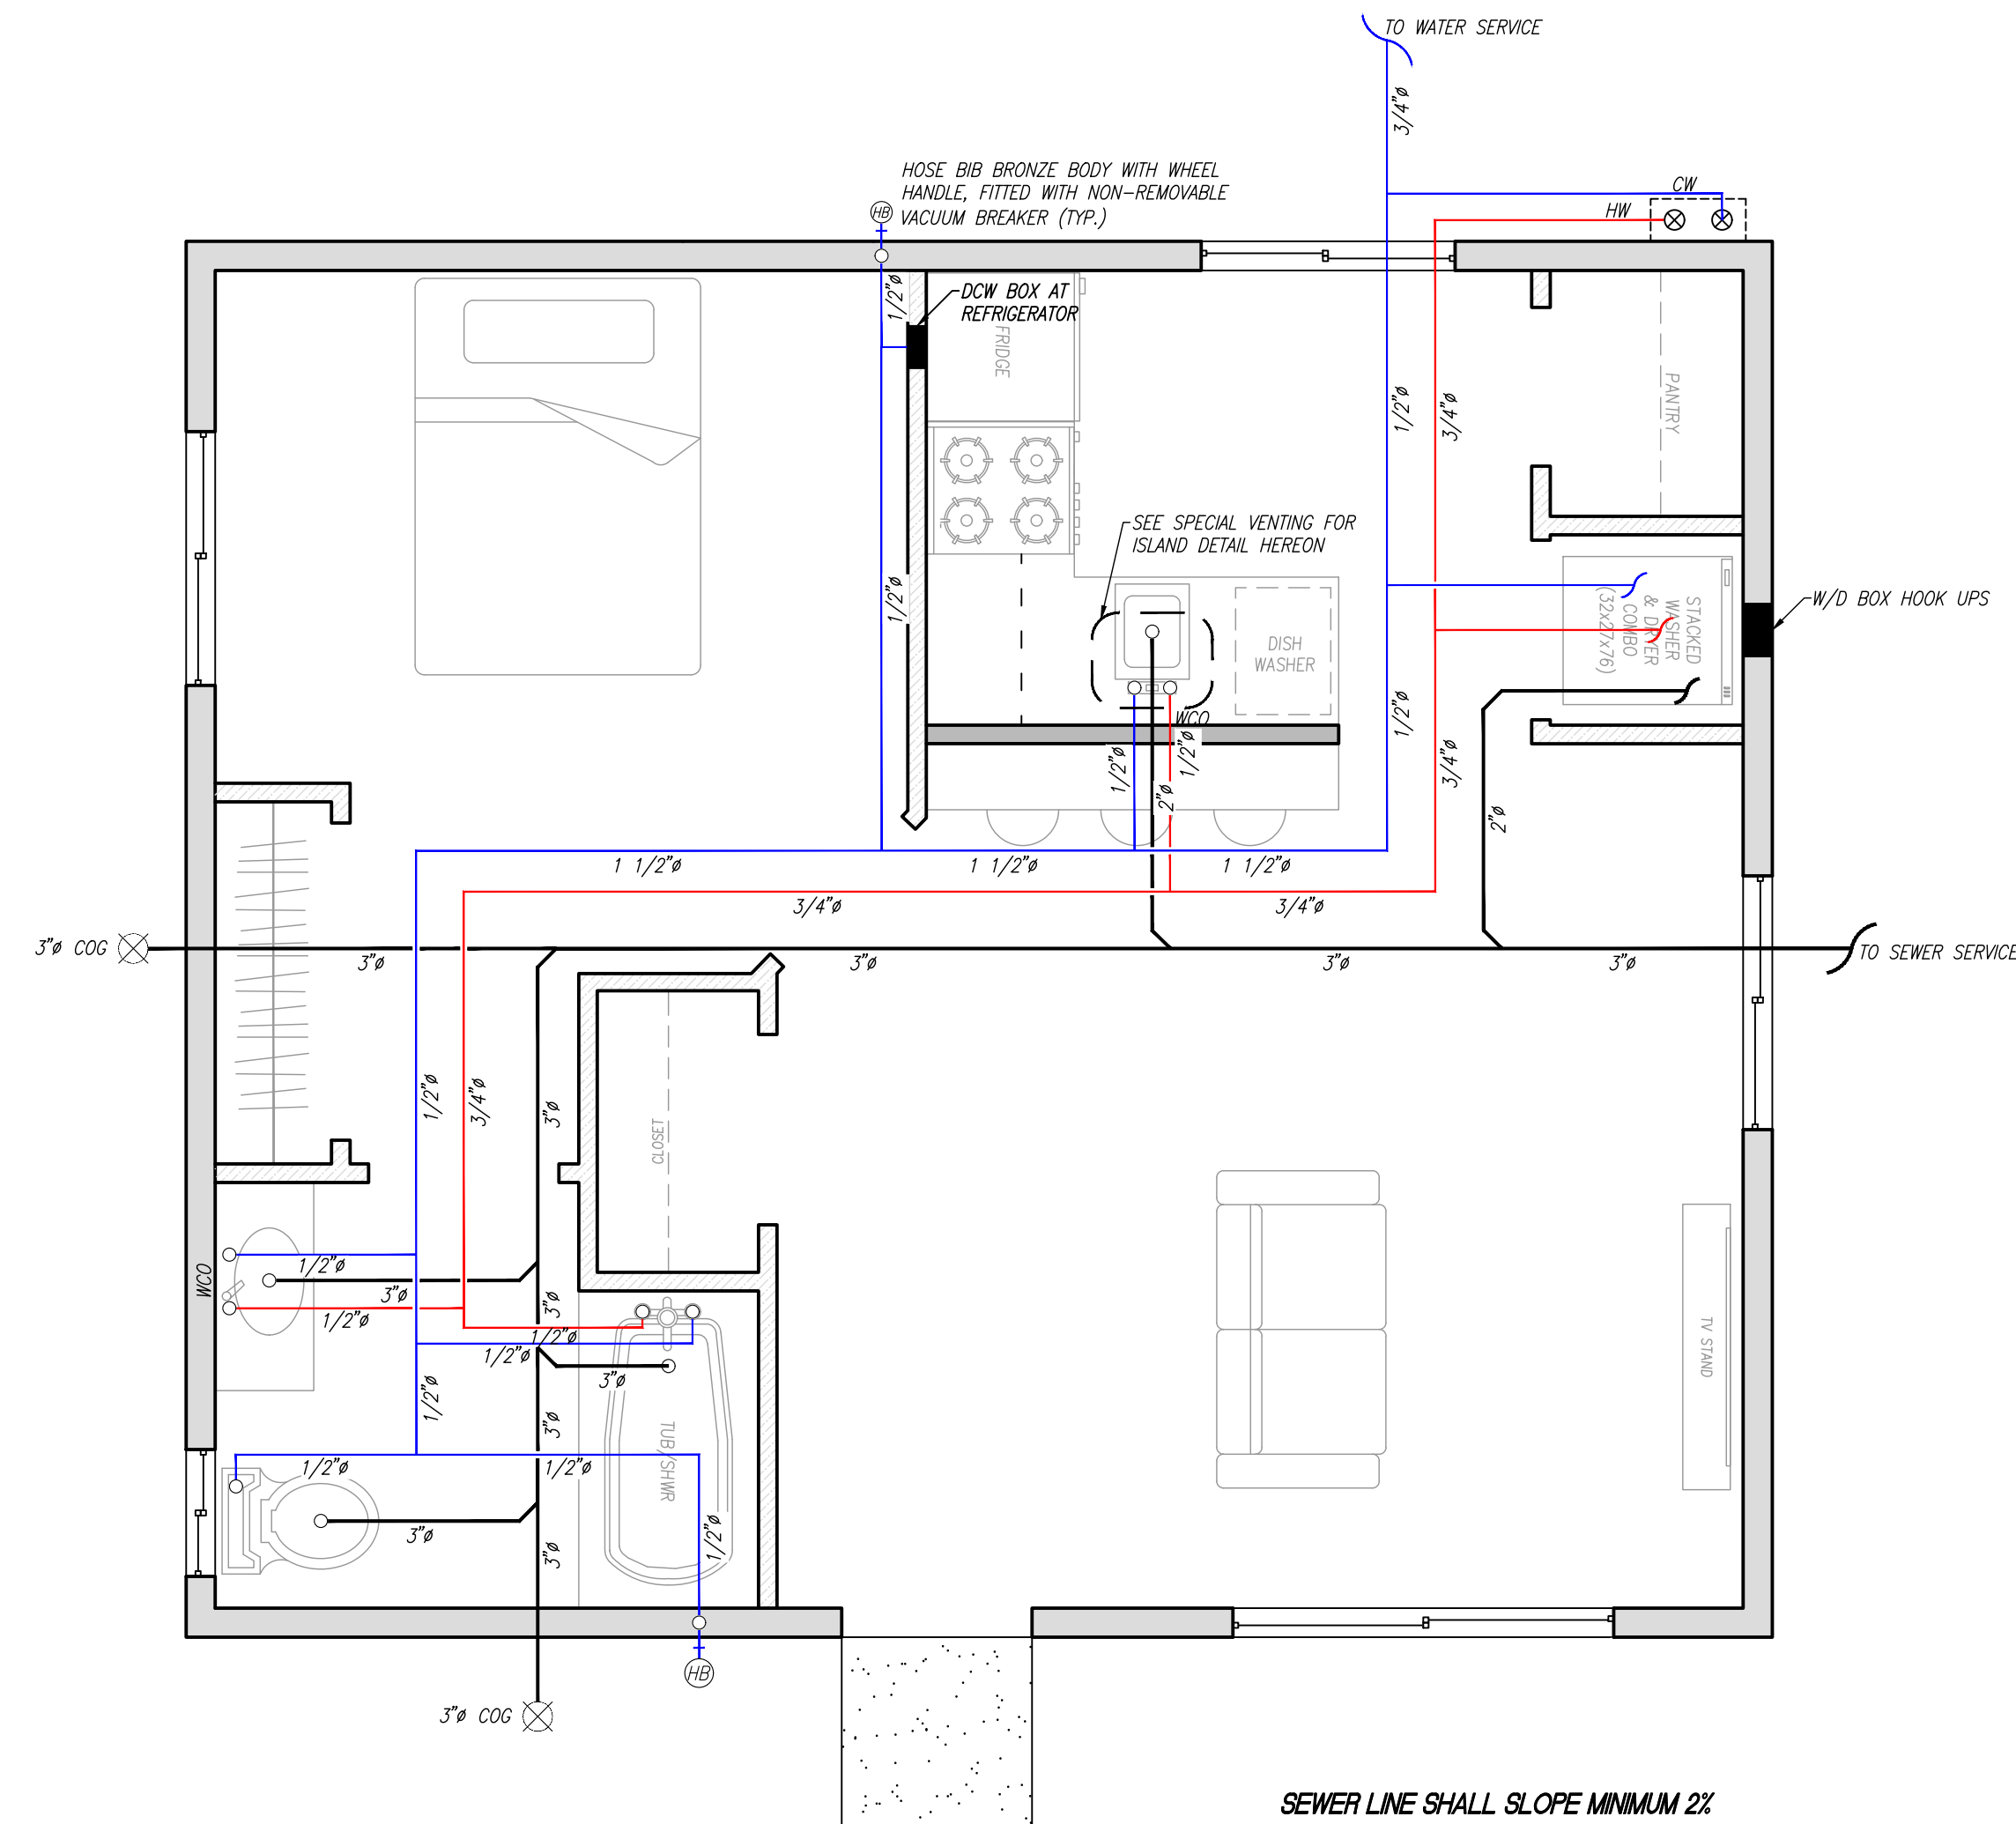 TO WATER SERVICE
3/4"ø
HOSE BIB BRONZE BODY WITH WHEEL
HANDLE, FITTED WITH NON-REMOVABLE
VACUUM BREAKER (TYP.)
HB
CW
HW
1/2"ø
DCW BOX AT
REFRIGERATOR
FRIDGE
1/2"ø
3/4"ø
PANTRY
SEE SPECIAL VENTING FOR
ISLAND DETAIL HEREON
1/2"ø
STACKED
WASHER
& DRYER
COMBO
(32x27x76)
W/D BOX HOOK UPS
DISH
WASHER
WCO
1/2"ø
1/2"ø
1/2"ø
2"ø
3/4"ø
2"ø
1 1/2"ø
1 1/2"ø
1 1/2"ø
3/4"ø
3/4"ø
3"ø COG
3"ø
3"ø
3"ø
3"ø
TO SEWER SERVICE
1/2"ø
3/4"ø
3"ø
CLOSET
WCO
1/2"ø
3"ø
1/2"ø
3"ø
1/2"ø
1/2"ø
3"ø
TV STAND
1/2"ø
3"ø
TUB/SHWR
1/2"ø
1/2"ø
3"ø
3"ø
1/2"ø
HB
3"ø COG
SEWER LINE SHALL SLOPE MINIMUM 2%